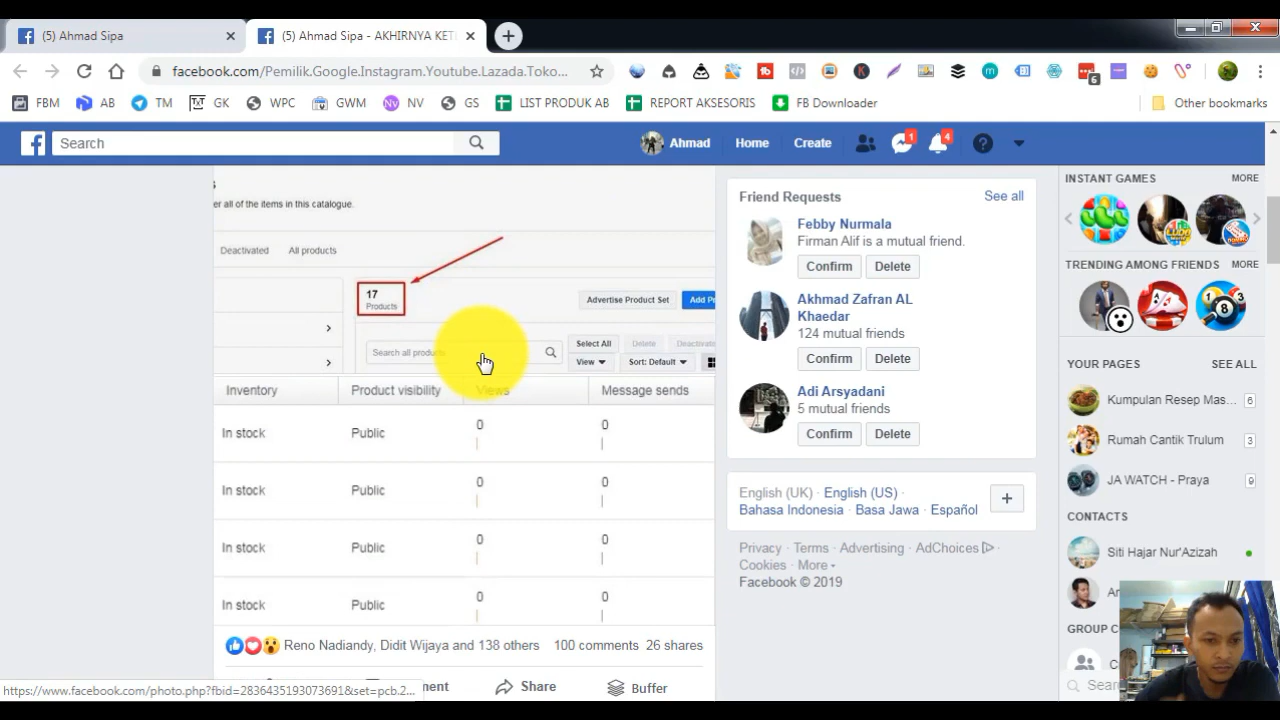 (5) Ahmad Sipa
(5) Ahmad Sipa - AKHIRNYA KET
facebook.com/Pemilik.Google.Instagram.Youtube.Lazada.Toko...
6
FBM
AB
TM
GK
WPC
GWM
NV
GS
LIST PRODUK AB
REPORT AKSESORIS
FB Downloader
Other bookmarks
Search
Ahmad
Home
Create
1
4
s
er all of the items in this catalogue.
Deactivated
All products
17
Products
Advertise Product Set
Add Pr
Search all products
Select All
Delete
Deactivate
View
Sort: Default
Inventory
Product visibility
Views
Message sends
In stock
Public
0
0
In stock
Public
0
0
In stock
Public
0
0
In stock
Public
0
0
Reno Nadiandy, Didit Wijaya and 138 others
100 comments 26 shares
mment
Share
Buffer
https://www.facebook.com/photo.php?fbid=2836435193073691&set=pcb.2...
Friend Requests
See all
Febby Nurmala
Firman Alif is a mutual friend.
Confirm
Delete
Akhmad Zafran AL
Khaedar
124 mutual friends
Confirm
Delete
Adi Arsyadani
5 mutual friends
Confirm
Delete
English (UK) · English (US) ·
Bahasa Indonesia · Basa Jawa · Español
Privacy · Terms · Advertising · AdChoices ·
Cookies · More
Facebook © 2019
INSTANT GAMES
MORE
TRENDING AMONG FRIENDS
MORE
YOUR PAGES
SEE ALL
Kumpulan Resep Mas...
6
Rumah Cantik Trulum
3
JA WATCH - Praya
9
CONTACTS
Siti Hajar Nur'Azizah
GROUP C
Sear